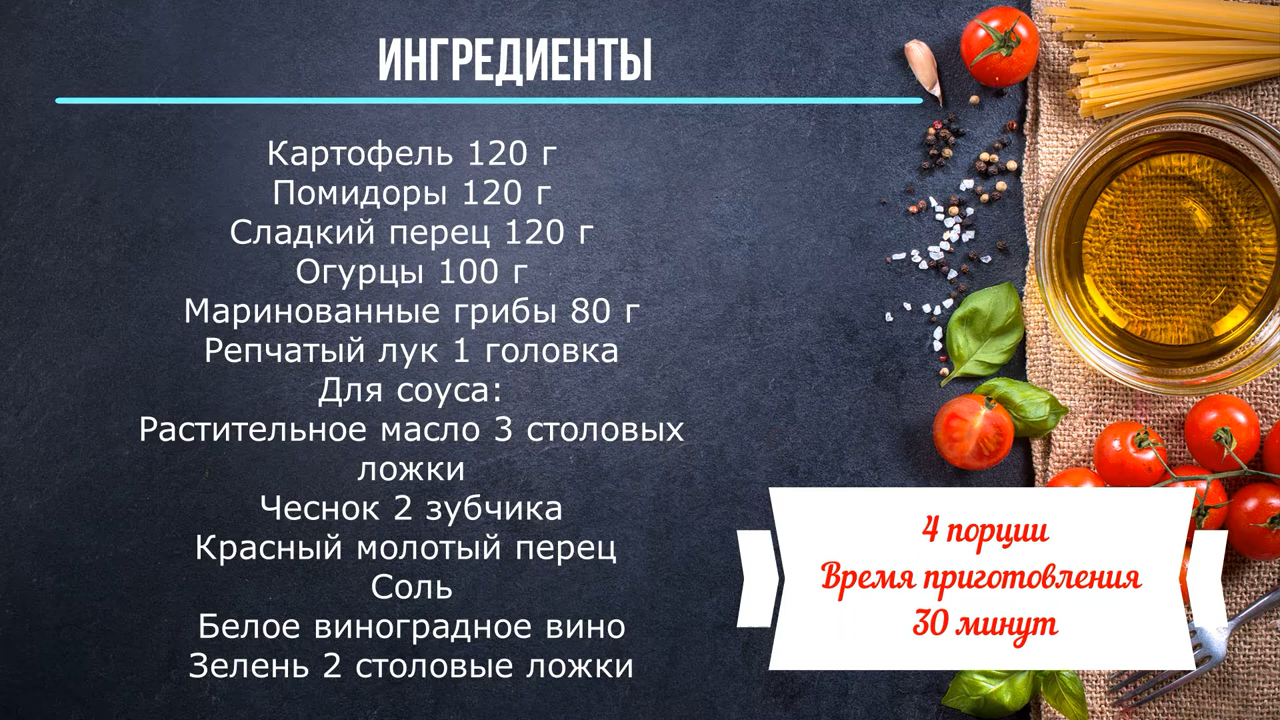 ИНГРЕДИЕНТЫ
Картофель 120 г
Помидоры 120 г
Сладкий перец 120 г
Огурцы 100 г
Маринованные грибы 80 г
Репчатый лук 1 головка
Для соуса:
Растительное масло 3 столовых
ложки
Чеснок 2 зубчика
Красный молотый перец
Соль
Белое виноградное вино
Зелень 2 столовые ложки
4 порции
Время приготовления
30 минут